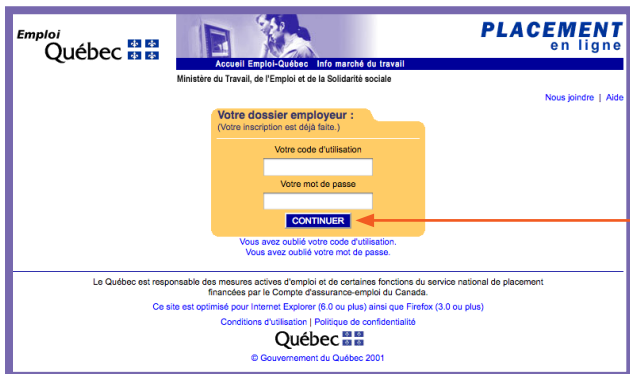 Emploi
Québec
PLACEMENT
en ligne
Accueil Emploi-Québec Info marché du travail
Ministère du Travail, de l'Emploi et de la Solidarité sociale
Nous joindre | Aide
Votre dossier employeur :
(Votre inscription est déjà faite.)
Votre code d'utilisation
Votre mot de passe
CONTINUER
Vous avez oublié votre code d'utilisation.
Vous avez oublié votre mot de passe.
Le Québec est responsable des mesures actives d'emploi et de certaines fonctions du service national de placement
financées par le Compte d'assurance-emploi du Canada.
Ce site est optimisé pour Internet Explorer (6.0 ou plus) ainsi que Firefox (3.0 ou plus)
Conditions d'utilisation | Politique de confidentialité
Québec
© Gouvernement du Québec 2001